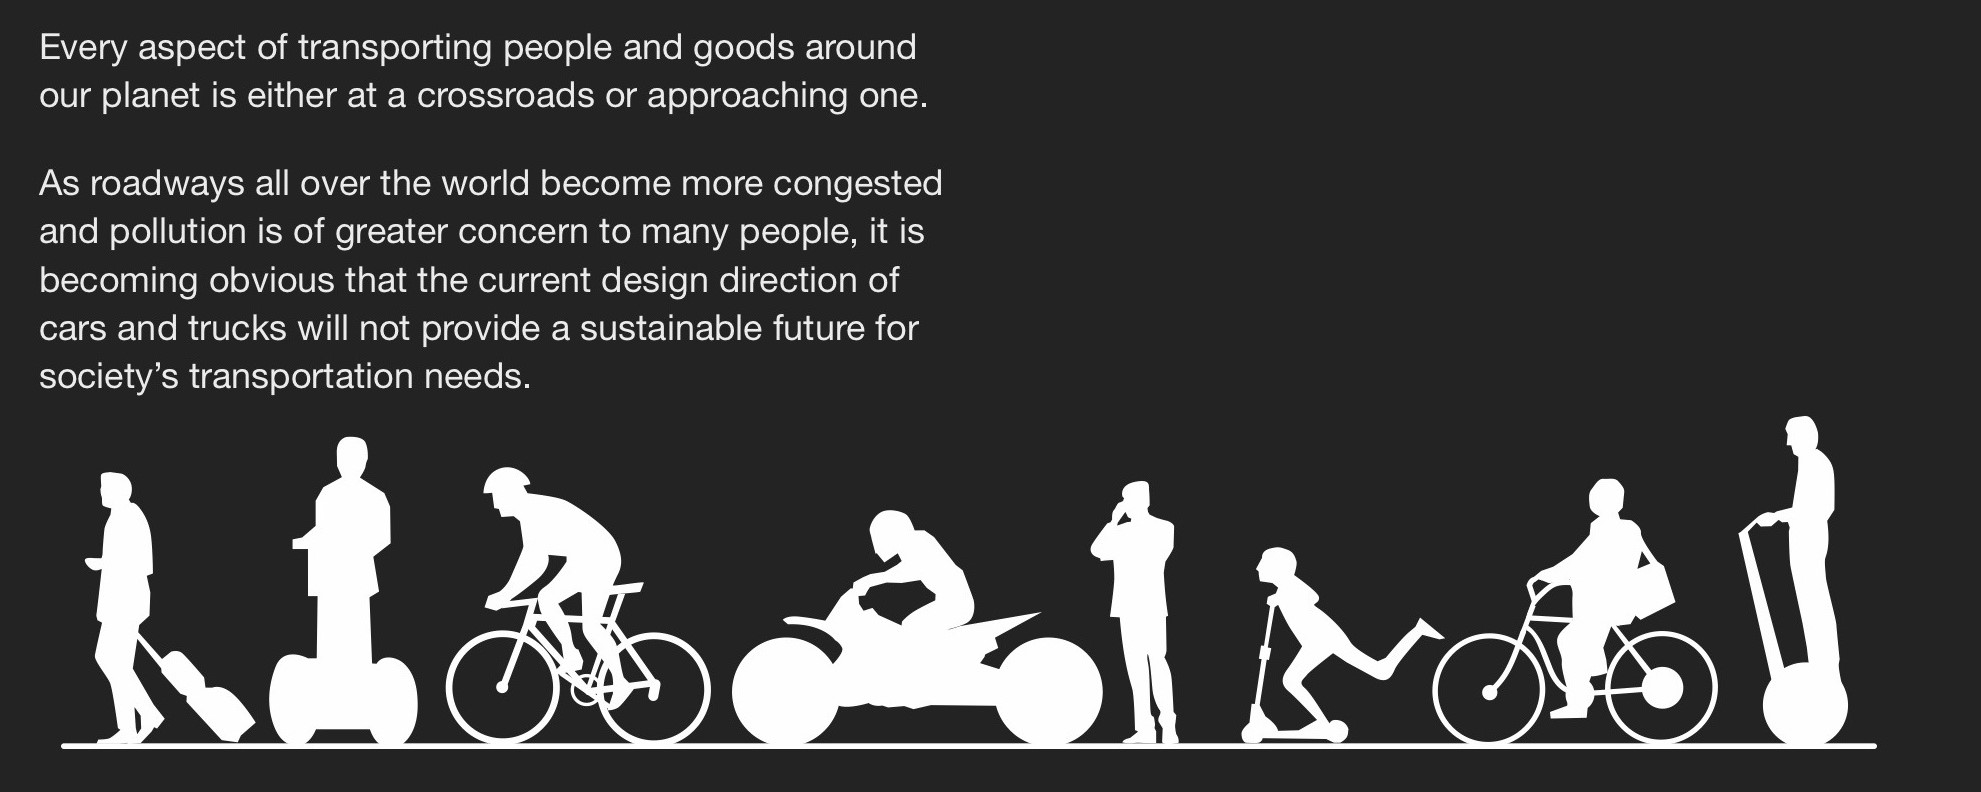 Every aspect of transporting people and goods around
our planet is either at a crossroads or approaching one.
As roadways all over the world become more congested
and pollution is of greater concern to many people, it is
becoming obvious that the current design direction of
cars and trucks will not provide a sustainable future for
society’s transportation needs.